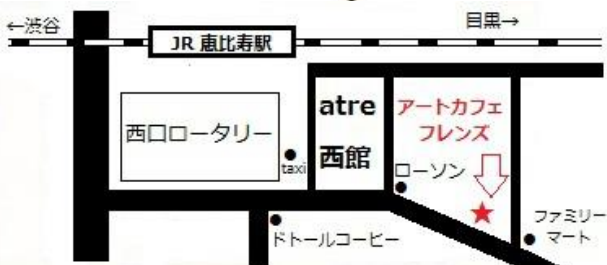 ←渋谷
目黒→
JR 恵比寿駅
西口ロータリー
taxi
atre
西館
アートカフェ
フレンズ
ローソン
ドトールコーヒー
ファミリー
マート